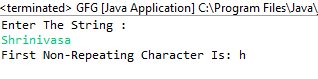 <terminated> GFG [Java Application] C:\Program Files\Java\
Enter The String :
Shrinivasa
First Non-Repeating Character Is: h